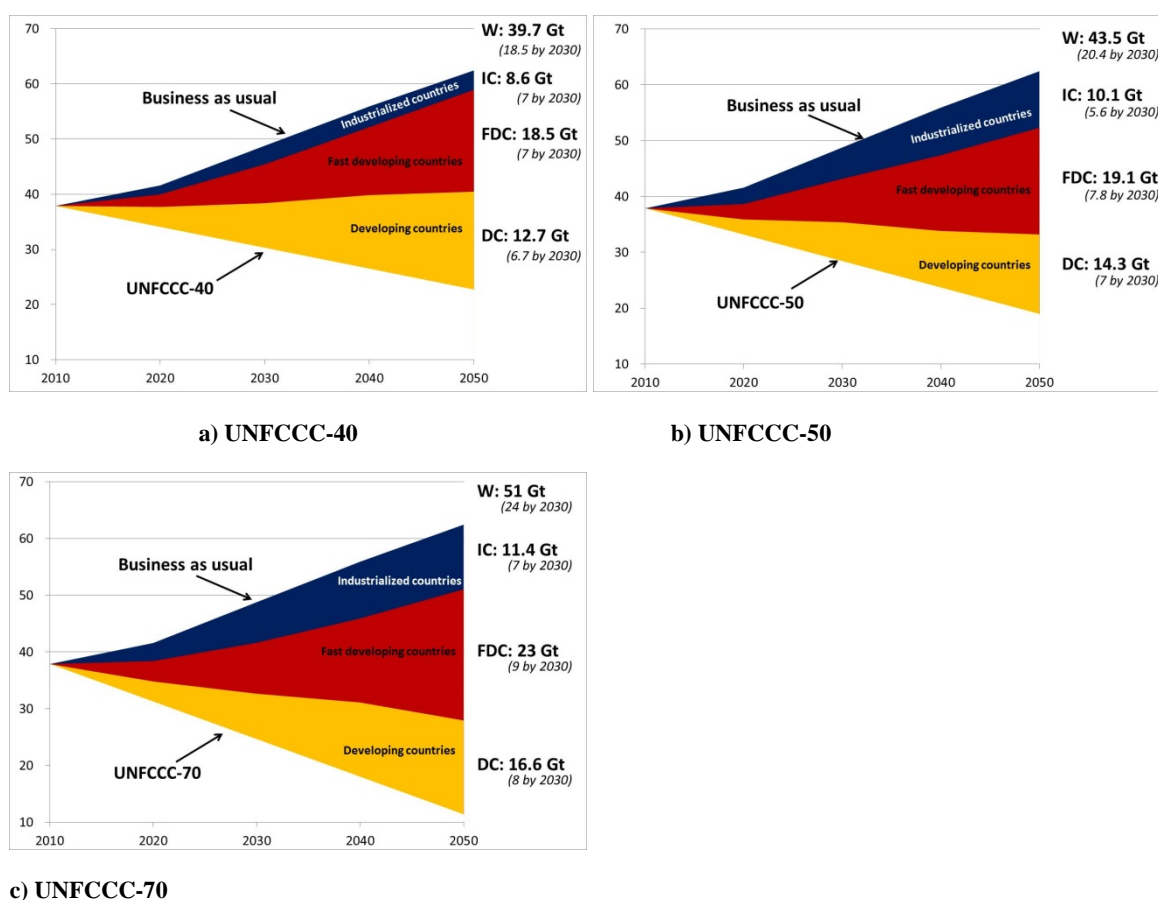 70
60
50
40
30
20
10
2010 2020 2030 2040 2050
Business as usual
Industrialized countries
Fast developing countries
Developing countries
UNFCCC-40
W: 39.7 Gt
(18.5 by 2030)
IC: 8.6 Gt
(7 by 2030)
FDC: 18.5 Gt
(7 by 2030)
DC: 12.7 Gt
(6.7 by 2030)
a) UNFCCC-40
70
60
50
40
30
20
10
2010 2020 2030 2040 2050
Business as usual
Industrialized countries
Fast developing countries
Developing countries
UNFCCC-50
W: 43.5 Gt
(20.4 by 2030)
IC: 10.1 Gt
(5.6 by 2030)
FDC: 19.1 Gt
(7.8 by 2030)
DC: 14.3 Gt
(7 by 2030)
b) UNFCCC-50
70
60
50
40
30
20
10
2010 2020 2030 2040 2050
Business as usual
Industrialized countries
Fast developing countries
Developing countries
UNFCCC-70
W: 51 Gt
(24 by 2030)
IC: 11.4 Gt
(7 by 2030)
FDC: 23 Gt
(9 by 2030)
DC: 16.6 Gt
(8 by 2030)
c) UNFCCC-70